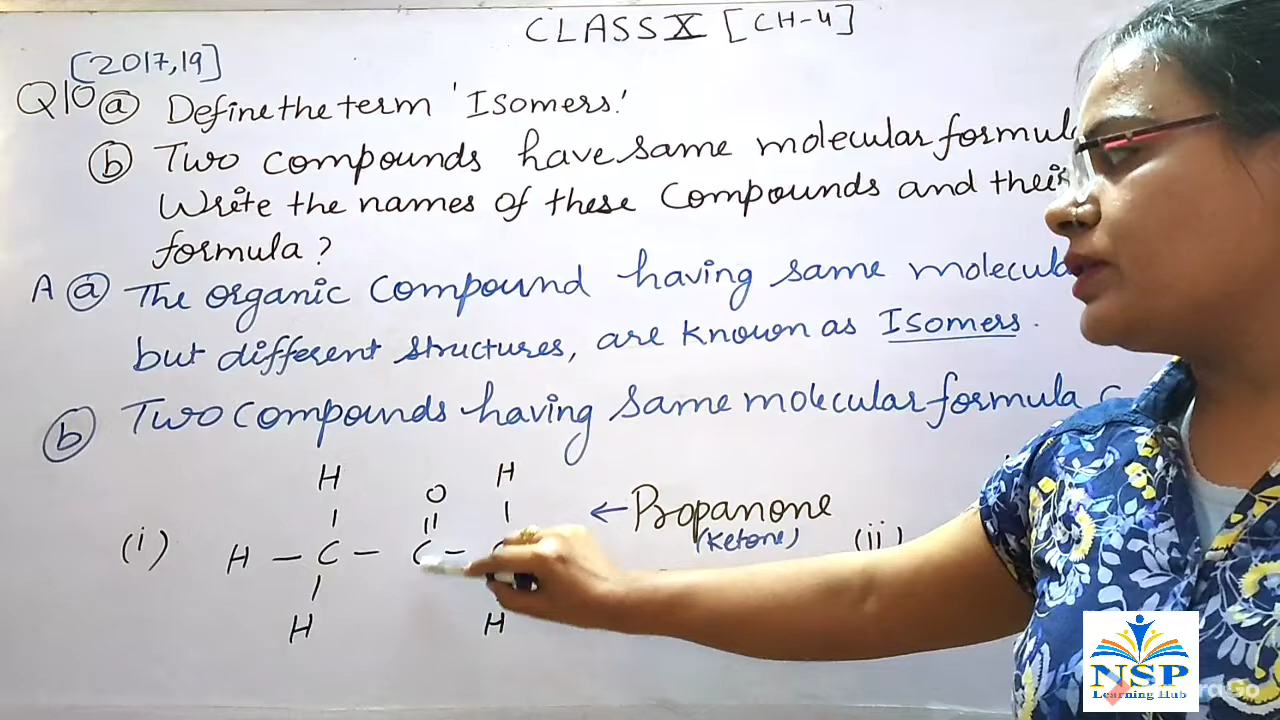 CLASS X [CH-4]
[2017,19]
Q10 (a) Define the term 'Isomers!
(b) Two compounds have same molecular
Write the names of these compounds and their
formula?
A (a) The organic compound having same
but different structures, are known as Isomers.
(b) Two compounds having same molecular formula
H H
O
(i) H - C - C - C
H H
← Propanone
(Ketone)
(ii)
NSP
Learning Hub
Go